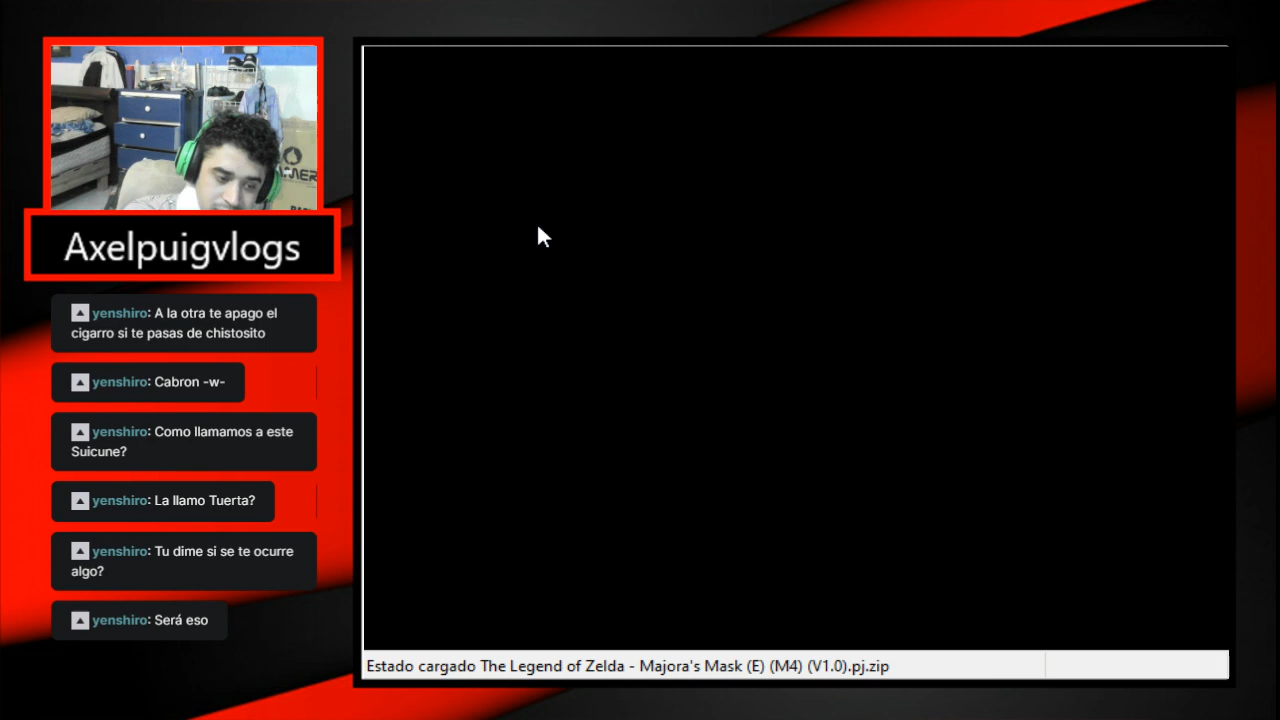 Axelpuigvlogs
yenshiro: A la otra te apago el
cigarro si te pasas de chistosito
yenshiro: Cabron -w-
yenshiro: Como llamamos a este
Suicune?
yenshiro: La llamo Tuerta?
yenshiro: Tu dime si se te ocurre
algo?
yenshiro: Será eso
Estado cargado The Legend of Zelda - Majora's Mask (E) (M4) (V1.0).pj.zip